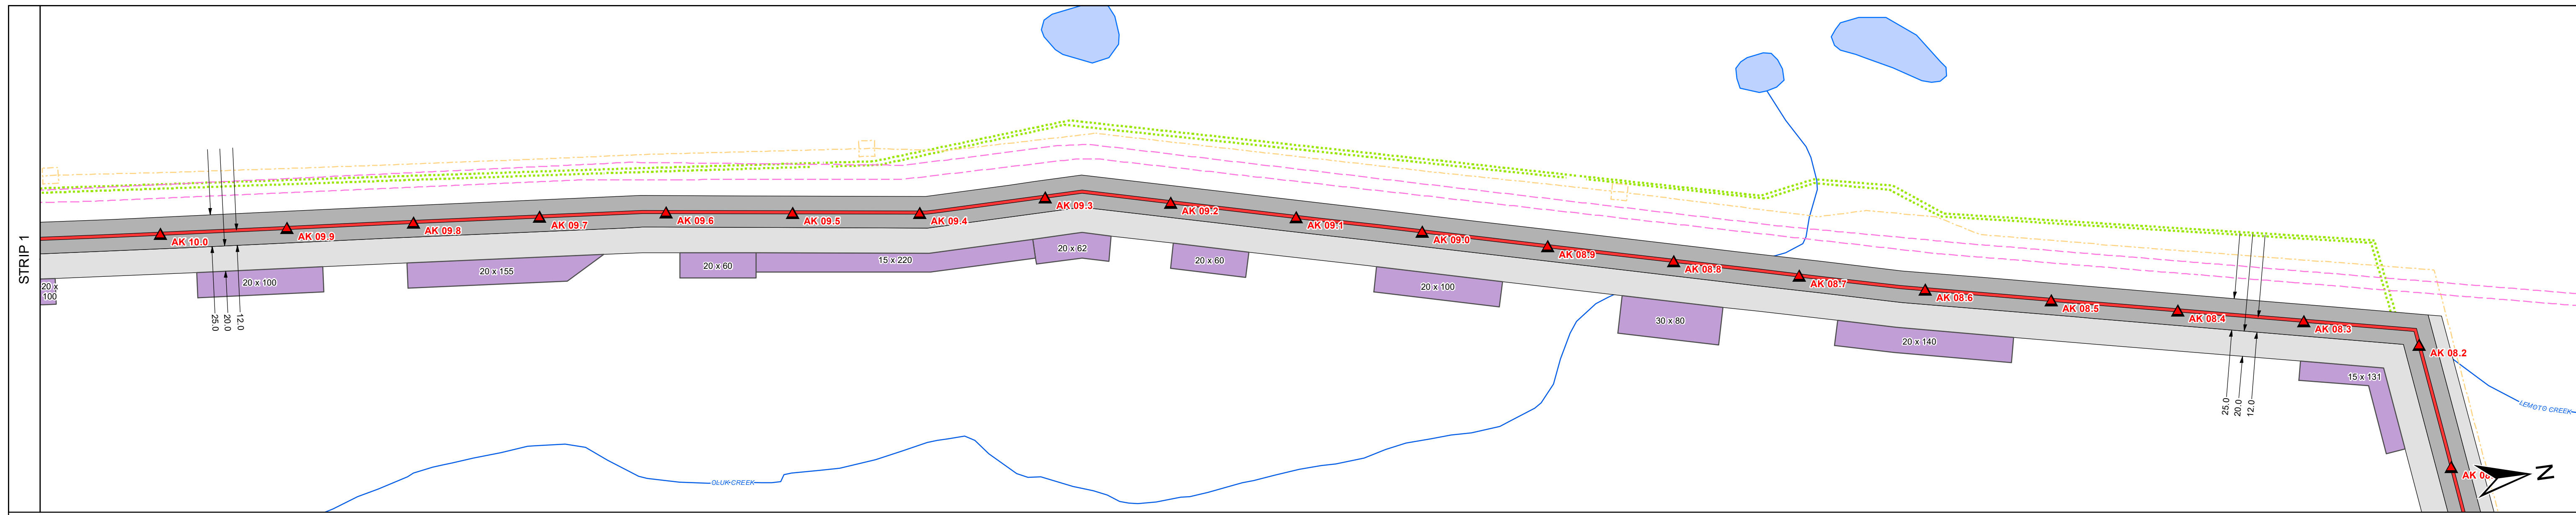 STRIP 1
AK 10.0
AK 09.9
AK 09.8
AK 09.7
AK 09.6
AK 09.5
AK 09.4
AK 09.3
AK 09.2
AK 09.1
AK 09.0
AK 08.9
AK 08.8
AK 08.7
AK 08.6
AK 08.5
AK 08.4
AK 08.3
AK 08.2
20 x
100
20 x 100
20 x 155
20 x 60
15 x 220
20 x 62
20 x 60
20 x 100
30 x 80
20 x 140
15 x 131
25.0
20.0
12.0
25.0
20.0
12.0
OLUK CREEK
LEMOTO CREEK
AK
N